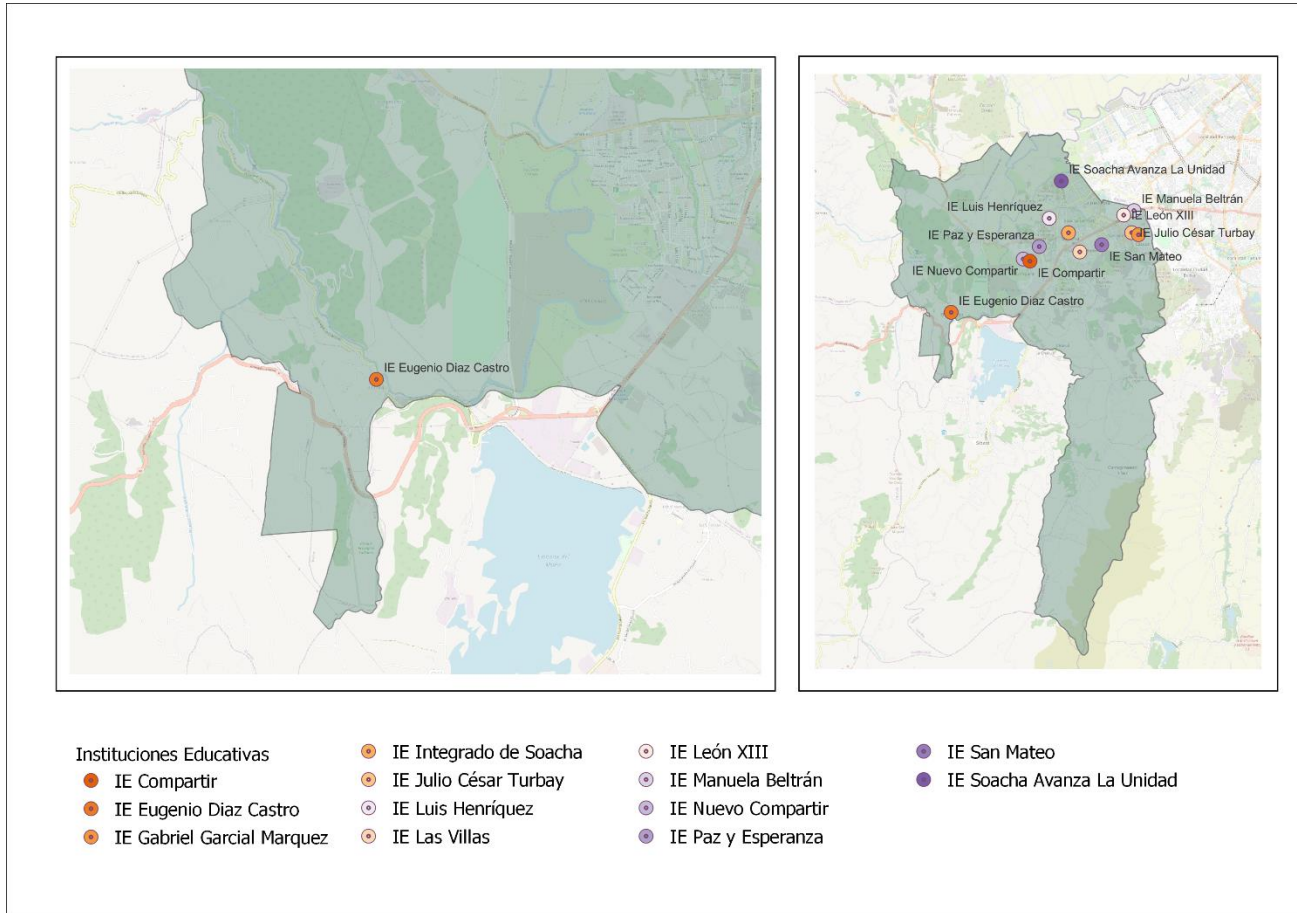 IE Eugenio Diaz Castro
IE Soacha Avanza La Unidad
IE Manuela Beltrán
IE Luis Henríquez
IE León XIII
IE Paz y Esperanza
IE Julio César Turbay
IE San Mateo
IE Nuevo Compartir
IE Compartir
IE Eugenio Diaz Castro
Instituciones Educativas
IE Compartir
IE Eugenio Diaz Castro
IE Gabriel Garcial Marquez
IE Integrado de Soacha
IE Julio César Turbay
IE Luis Henríquez
IE Las Villas
IE León XIII
IE Manuela Beltrán
IE Nuevo Compartir
IE Paz y Esperanza
IE San Mateo
IE Soacha Avanza La Unidad